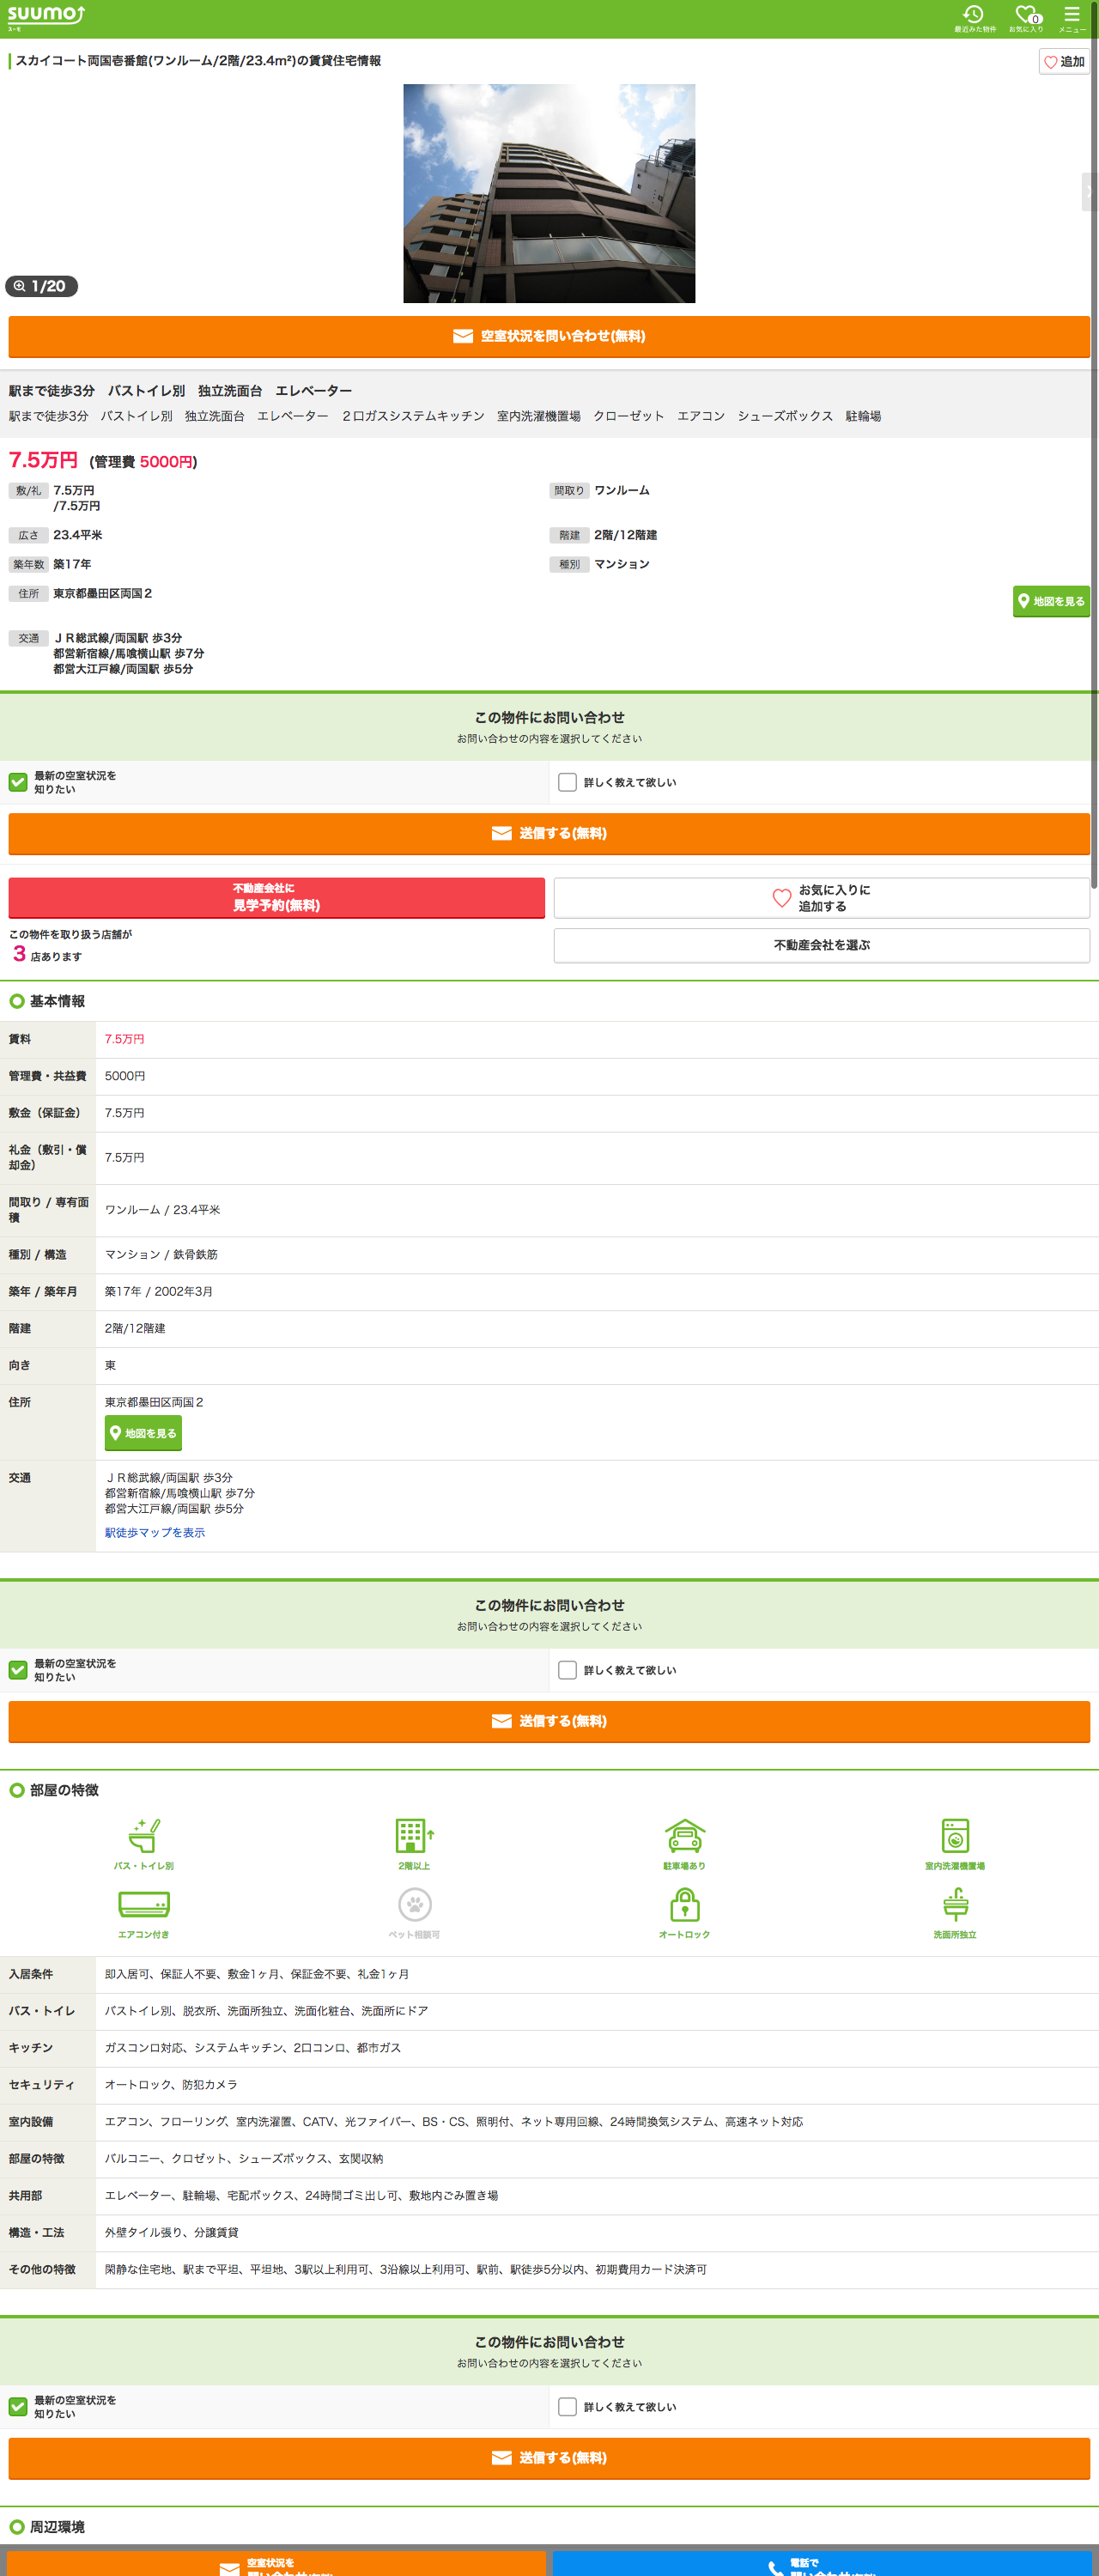 suumo
スーモ
最近みた物件
0
お気に入り
メニュー
スカイコート両国壱番館(ワンルーム/2階/23.4m²)の賃貸住宅情報
追加
1/20
空室状況を問い合わせ(無料)
駅まで徒歩3分　バストイレ別　独立洗面台　エレベーター
駅まで徒歩3分　バストイレ別　独立洗面台　エレベーター　２口ガスシステムキッチン　室内洗濯機置場　クローゼット　エアコン　シューズボックス　駐輪場
7.5万円 (管理費 5000円)
敷/礼 7.5万円
/7.5万円
間取り ワンルーム
広さ 23.4平米
階建 2階/12階建
築年数 築17年
種別 マンション
住所 東京都墨田区両国２
地図を見る
交通 ＪＲ総武線/両国駅 歩3分
都営新宿線/馬喰横山駅 歩7分
都営大江戸線/両国駅 歩5分
この物件にお問い合わせ
お問い合わせの内容を選択してください
最新の空室状況を
知りたい
詳しく教えて欲しい
送信する(無料)
不動産会社に
見学予約(無料)
お気に入りに
追加する
この物件を取り扱う店舗が
3 店あります
不動産会社を選ぶ
基本情報
賃料 7.5万円
管理費・共益費 5000円
敷金（保証金） 7.5万円
礼金（敷引・償
却金） 7.5万円
間取り / 専有面
積 ワンルーム / 23.4平米
種別 / 構造 マンション / 鉄骨鉄筋
築年 / 築年月 築17年 / 2002年3月
階建 2階/12階建
向き 東
住所 東京都墨田区両国２
地図を見る
交通 ＪＲ総武線/両国駅 歩3分
都営新宿線/馬喰横山駅 歩7分
都営大江戸線/両国駅 歩5分
駅徒歩マップを表示
この物件にお問い合わせ
お問い合わせの内容を選択してください
最新の空室状況を
知りたい
詳しく教えて欲しい
送信する(無料)
部屋の特徴
バス・トイレ別
2階以上
駐車場あり
室内洗濯機置場
エアコン付き
ペット相談可
オートロック
洗面所独立
入居条件 即入居可、保証人不要、敷金1ヶ月、保証金不要、礼金1ヶ月
バス・トイレ バストイレ別、脱衣所、洗面所独立、洗面化粧台、洗面所にドア
キッチン ガスコンロ対応、システムキッチン、2口コンロ、都市ガス
セキュリティ オートロック、防犯カメラ
室内設備 エアコン、フローリング、室内洗濯置、CATV、光ファイバー、BS・CS、照明付、ネット専用回線、24時間換気システム、高速ネット対応
部屋の特徴 バルコニー、クロゼット、シューズボックス、玄関収納
共用部 エレベーター、駐輪場、宅配ボックス、24時間ゴミ出し可、敷地内ごみ置き場
構造・工法 外壁タイル張り、分譲賃貸
その他の特徴 閑静な住宅地、駅まで平坦、平坦地、3駅以上利用可、3沿線以上利用可、駅前、駅徒歩5分以内、初期費用カード決済可
この物件にお問い合わせ
お問い合わせの内容を選択してください
最新の空室状況を
知りたい
詳しく教えて欲しい
送信する(無料)
周辺環境
空室状況を
電話で